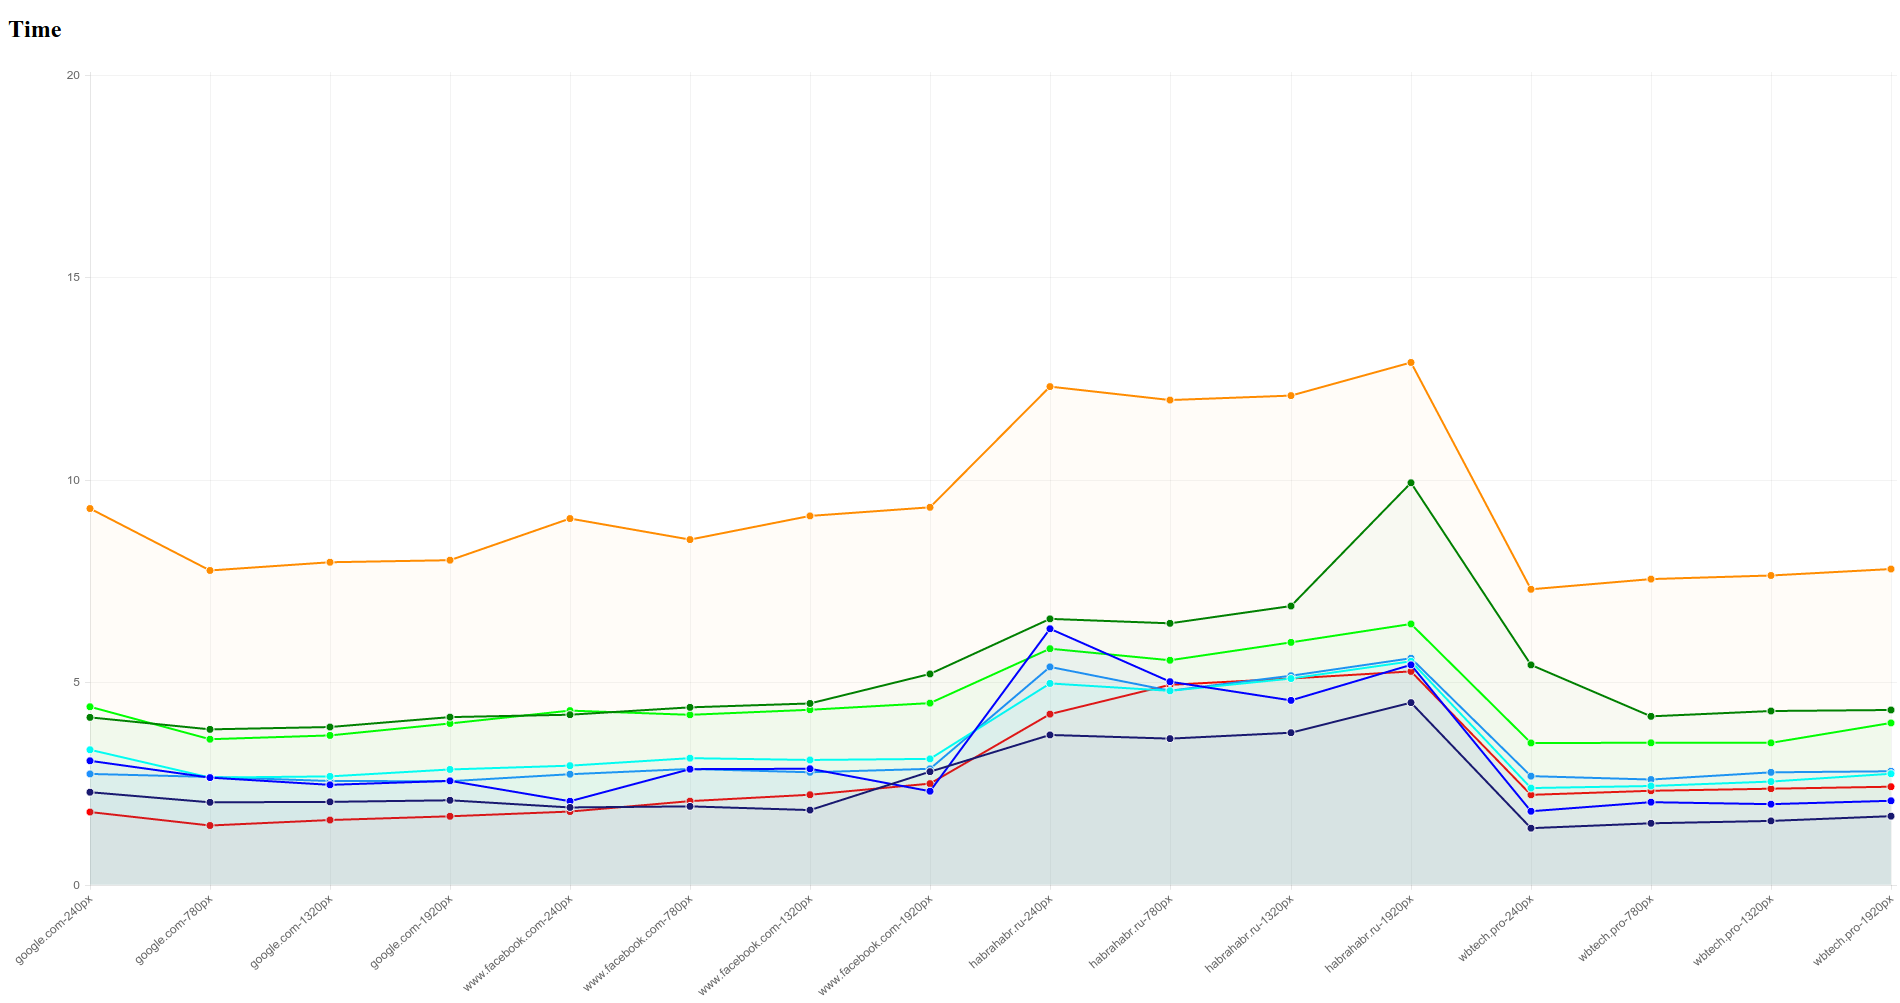 Time
20
15
10
5
0
google.com-240px
google.com-780px
google.com-1320px
google.com-1920px
www.facebook.com-240px
www.facebook.com-780px
www.facebook.com-1320px
www.facebook.com-1920px
habrahabr.ru-240px
habrahabr.ru-780px
habrahabr.ru-1320px
habrahabr.ru-1920px
wbtech.pro-240px
wbtech.pro-780px
wbtech.pro-1320px
wbtech.pro-1920px